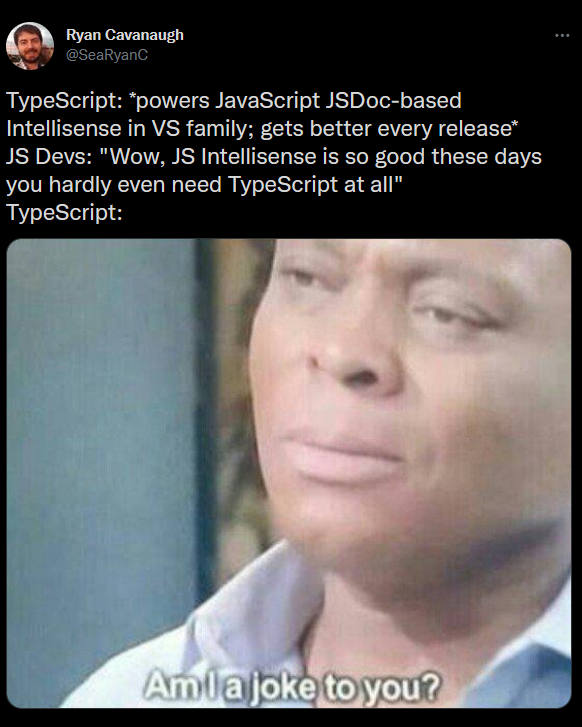 Ryan Cavanaugh
@SeaRyanC
TypeScript: *powers JavaScript JSDoc-based
Intellisense in VS family; gets better every release*
JS Devs: "Wow, JS Intellisense is so good these days
you hardly even need TypeScript at all"
TypeScript:
Am I a joke to you?